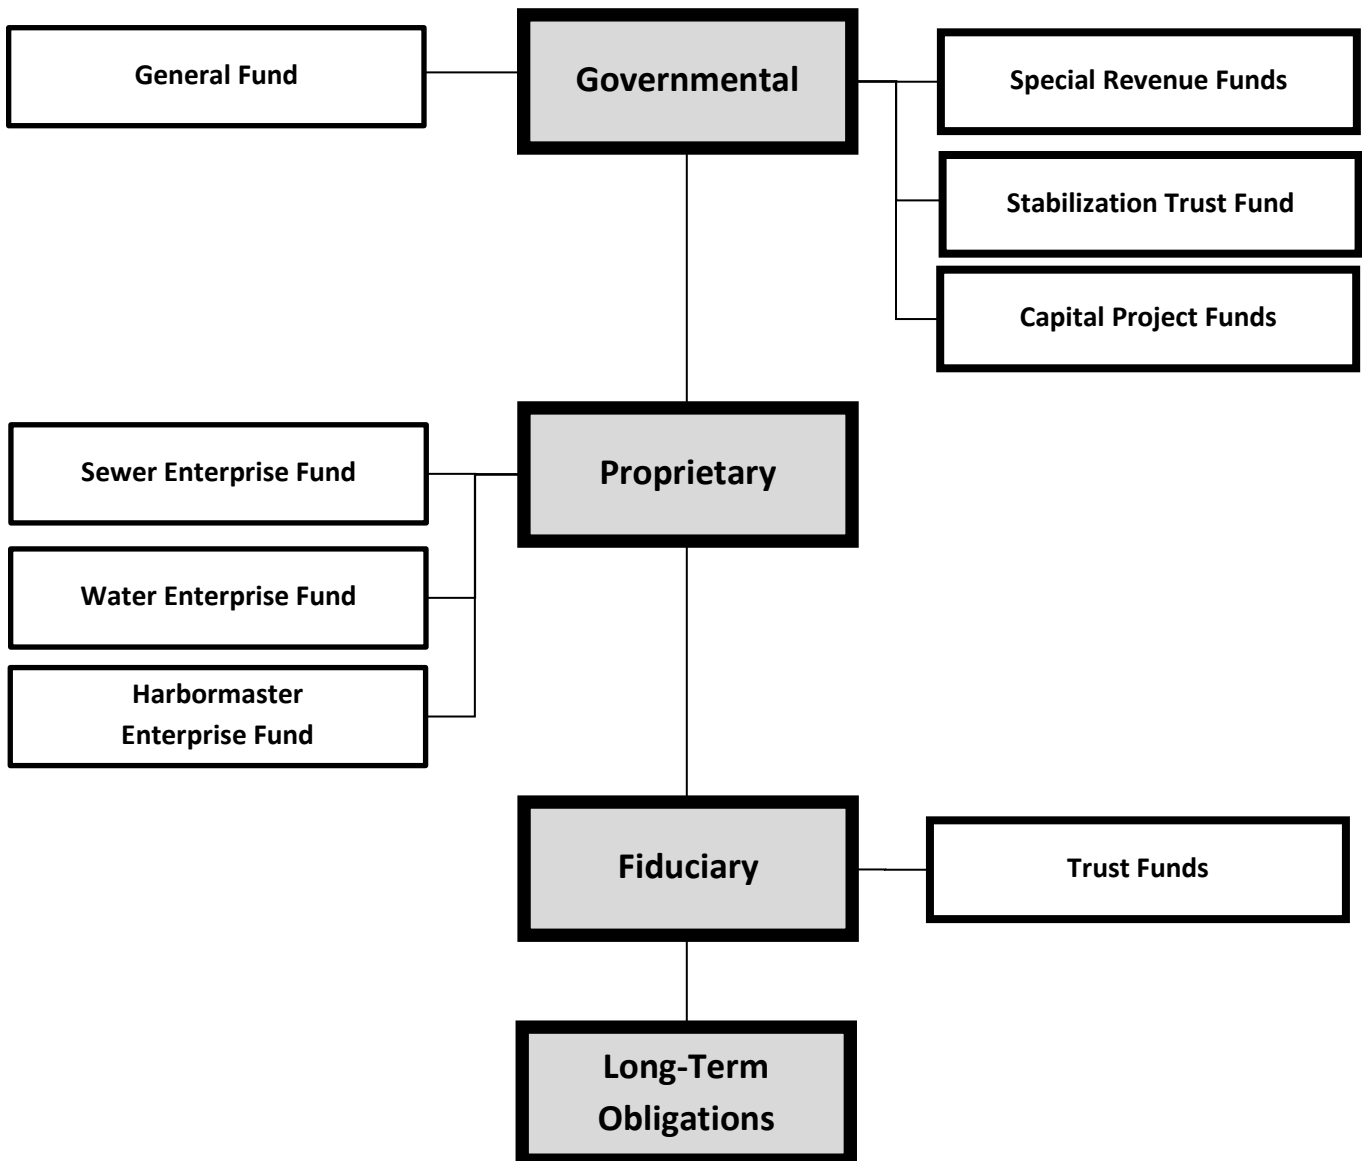 General Fund
Governmental
Special Revenue Funds
Stabilization Trust Fund
Capital Project Funds
Sewer Enterprise Fund
Proprietary
Water Enterprise Fund
Harbormaster
Enterprise Fund
Fiduciary
Trust Funds
Long-Term
Obligations